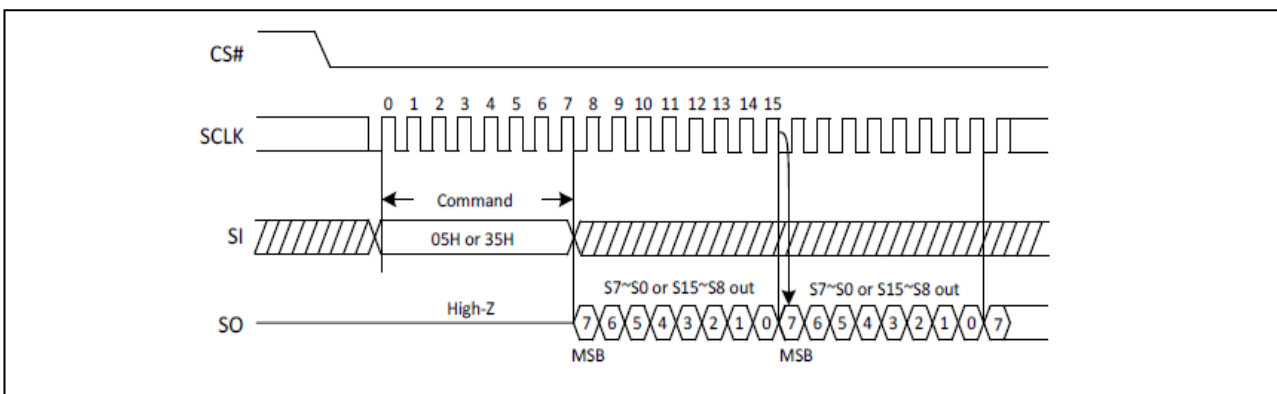 CS#
0 1 2 3 4 5 6 7 8 9 10 11 12 13 14 15
SCLK
Command
SI
05H or 35H
S7~S0 or S15~S8 out
S7~S0 or S15~S8 out
High-Z
SO
7 6 5 4 3 2 1 0 7 6 5 4 3 2 1 0 7
MSB
MSB